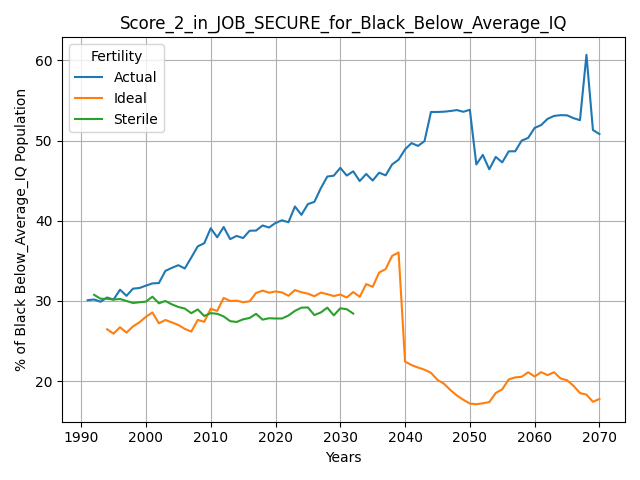 Score_2_in_JOB_SECURE_for_Black_Below_Average_IQ
Fertility
Actual
Ideal
Sterile
% of Black Below_Average_IQ Population
60
50
40
30
20
1990 2000 2010 2020 2030 2040 2050 2060 2070
Years